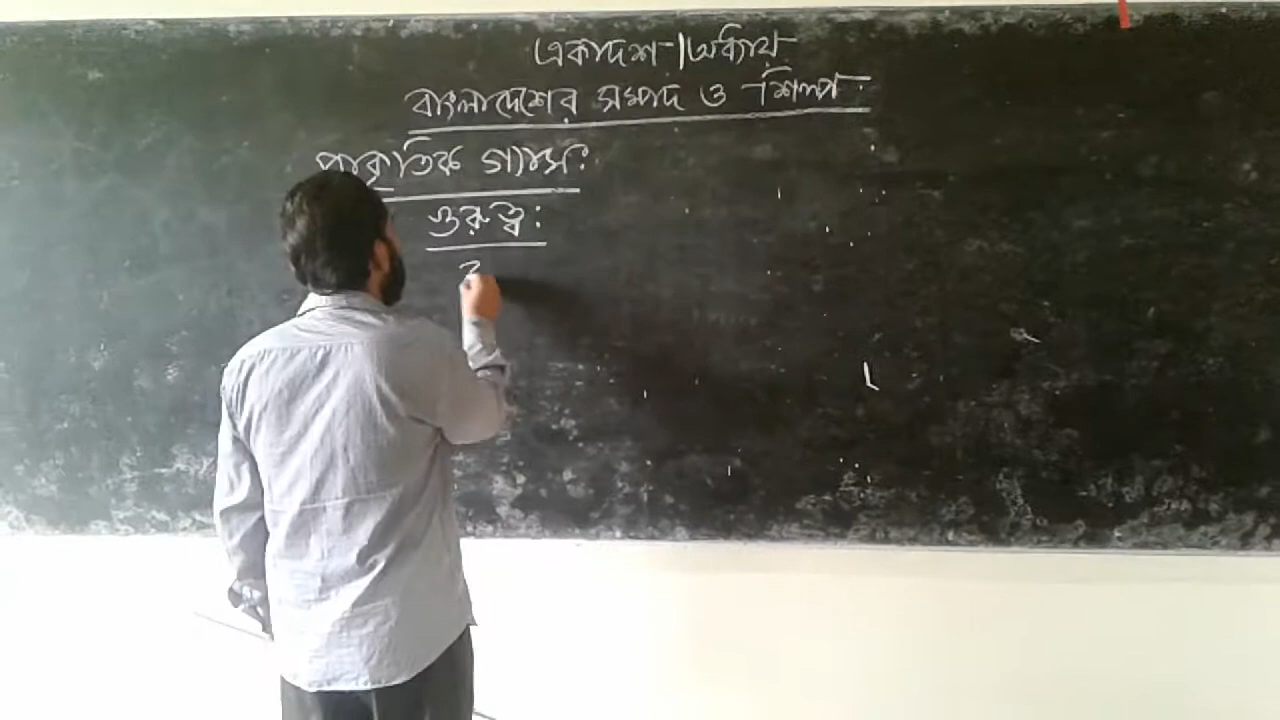 একাদশ অধ্যায়
বাংলাদেশের সম্পদ ও শিল্প
প্রাকৃতিক গ্যাসঃ
গুরুত্ব: